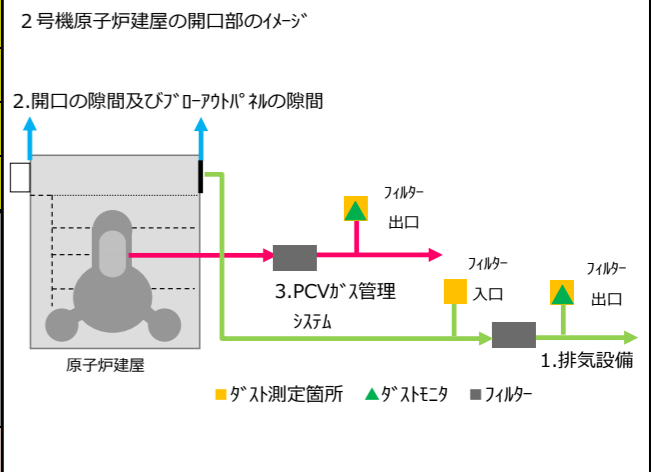 2号機原子炉建屋の開口部のイメージ
2.開口の隙間及びブローアウトパネルの隙間
フィルター
出口
フィルター
入口
フィルター
出口
3.PCVガス管理
システム
1.排気設備
原子炉建屋
■ダスト測定箇所 ▲ダストモニタ ■フィルター